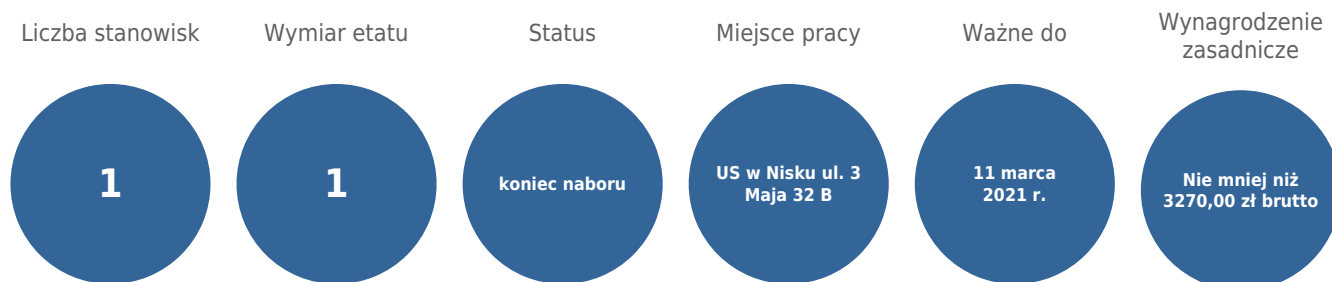 Liczba stanowisk
1
Wymiar etatu
1
Status
koniec naboru
Miejsce pracy
US w Nisku ul. 3
Maja 32 B
Ważne do
11 marca
2021 r.
Wynagrodzenie
zasadnicze
Nie mniej niż
3270,00 zł brutto